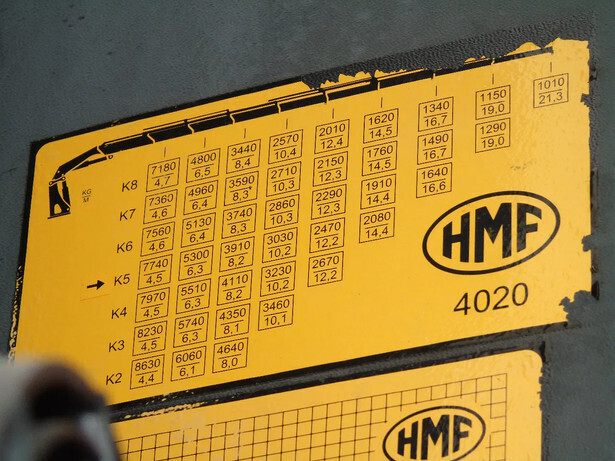 KG
M
K8 7180 4800 3440 2570 2010 1620 1340 1150 1010
4,7 6,5 8,4 10,4 12,4 14,5 16,7 19,0 21,3
K7 7360 4960 3590 2710 2150 1760 1490 1290
4,6 6,4 8,3 10,3 12,3 14,5 16,7 19,0
K6 7560 5130 3740 2860 2290 1910 1640
4,6 6,4 8,3 10,3 12,3 14,4 16,6
K5 7740 5300 3910 3030 2470 2080
4,5 6,3 8,2 10,2 12,2 14,4
K4 7970 5510 4110 3230 2670
4,5 6,3 8,2 10,2 12,2
K3 8230 5740 4350 3460
4,5 6,3 8,1 10,1
K2 8630 6060 4640
4,4 6,1 8,0
HMF
4020
HMF